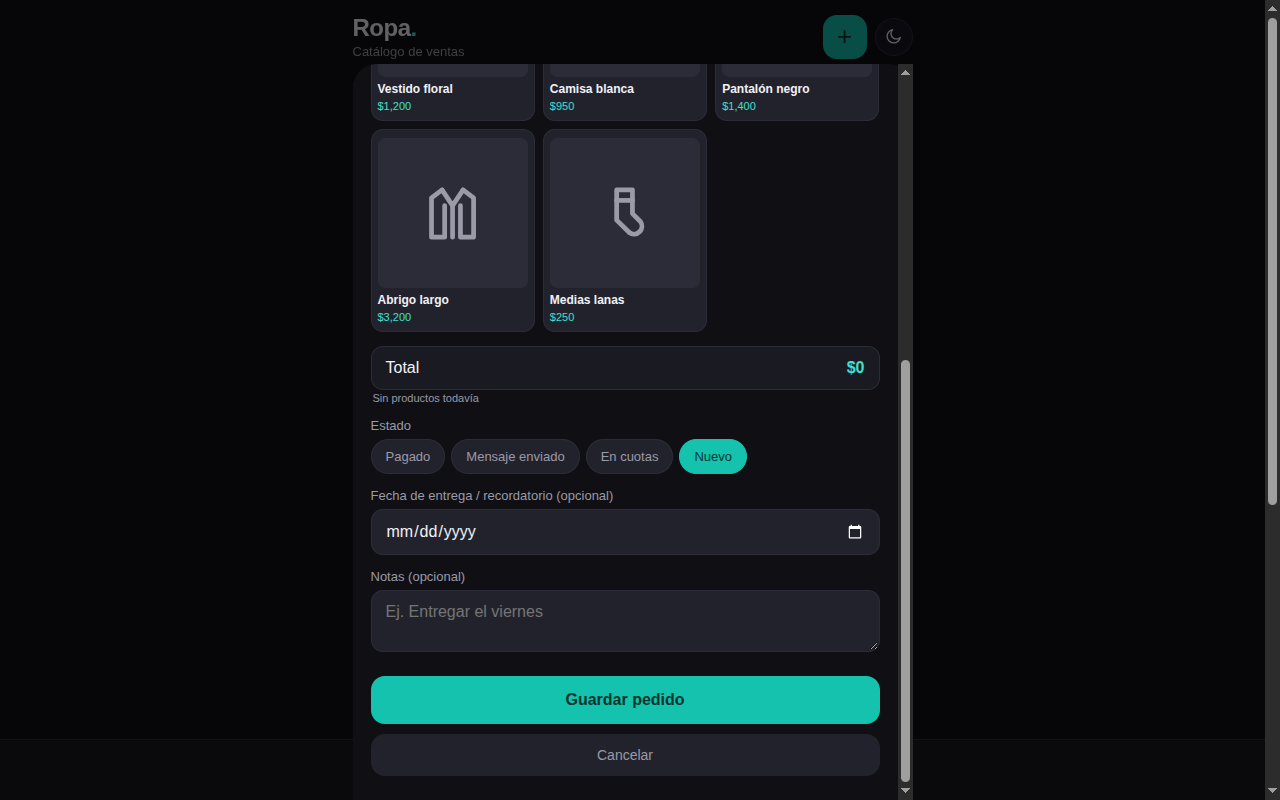 Ropa.
Catálogo de ventas
Vestido floral
$1,200
Camisa blanca
$950
Pantalón negro
$1,400
Abrigo largo
$3,200
Medias lanas
$250
Total
$0
Sin productos todavía
Estado
Pagado
Mensaje enviado
En cuotas
Nuevo
Fecha de entrega / recordatorio (opcional)
mm/dd/yyyy
Notas (opcional)
Ej. Entregar el viernes
Guardar pedido
Cancelar